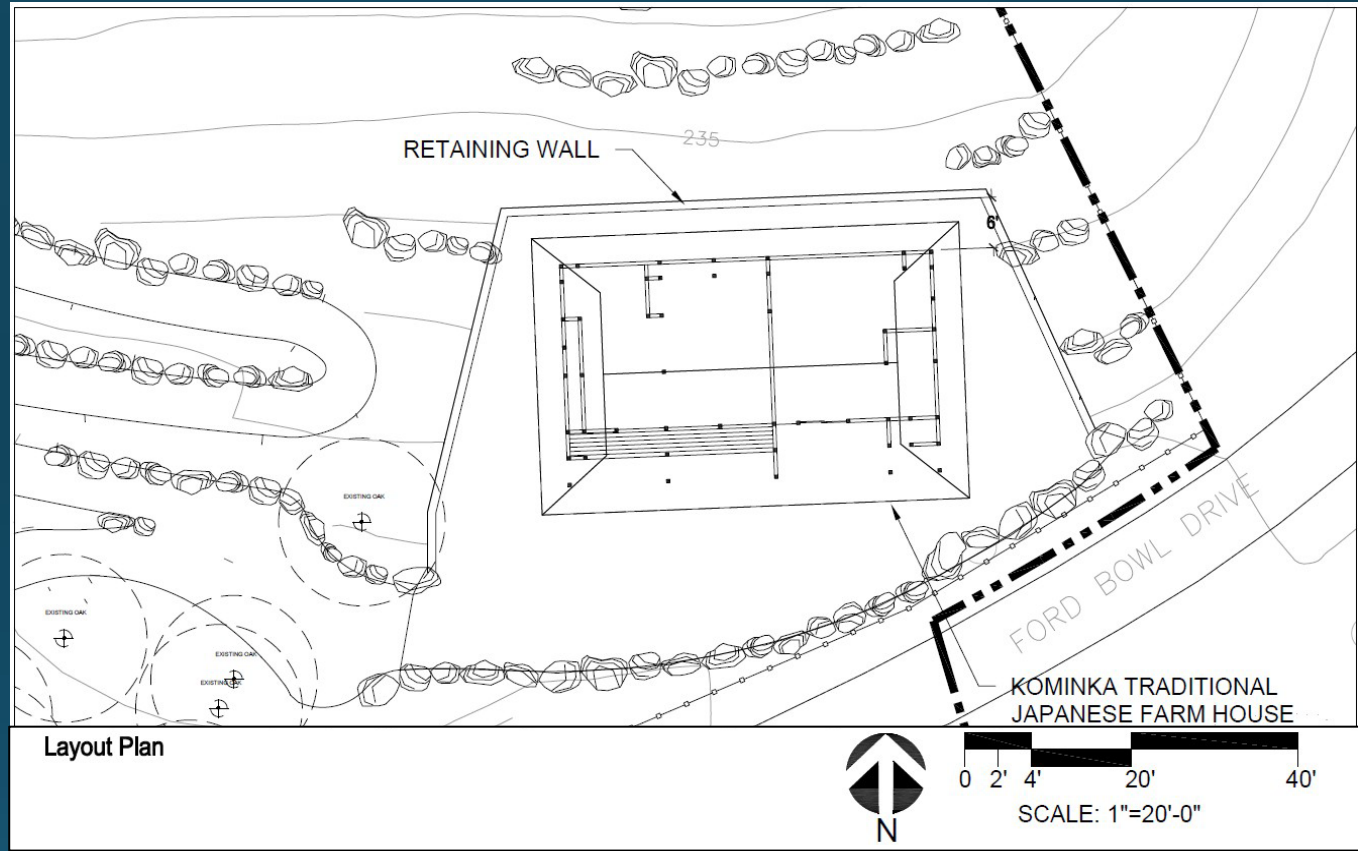 235
RETAINING WALL
6'
EXISTING OAK
EXISTING OAK
EXISTING OAK
EXISTING OAK
FORD BOWL DRIVE
KOMINKA TRADITIONAL
JAPANESE FARM HOUSE
Layout Plan
N
0 2' 4' 20' 40'
SCALE: 1"=20'-0"